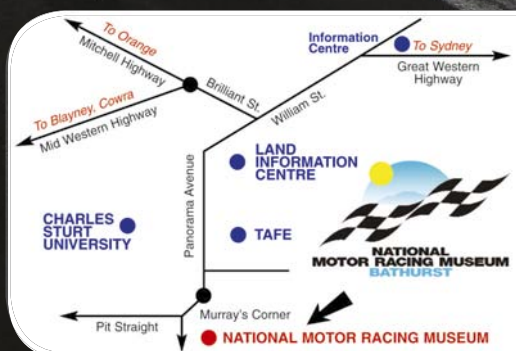 To Orange
Mitchell Highway
Information
Centre
To Sydney
Great Western
Highway
Brilliant St.
William St.
To Blayney, Cowra
Mid Western Highway
LAND
INFORMATION
CENTRE
Panorama Avenue
CHARLES
STURT
UNIVERSITY
TAFE
NATIONAL
MOTOR RACING MUSEUM
BATHURST
Murray's Corner
Pit Straight
NATIONAL MOTOR RACING MUSEUM